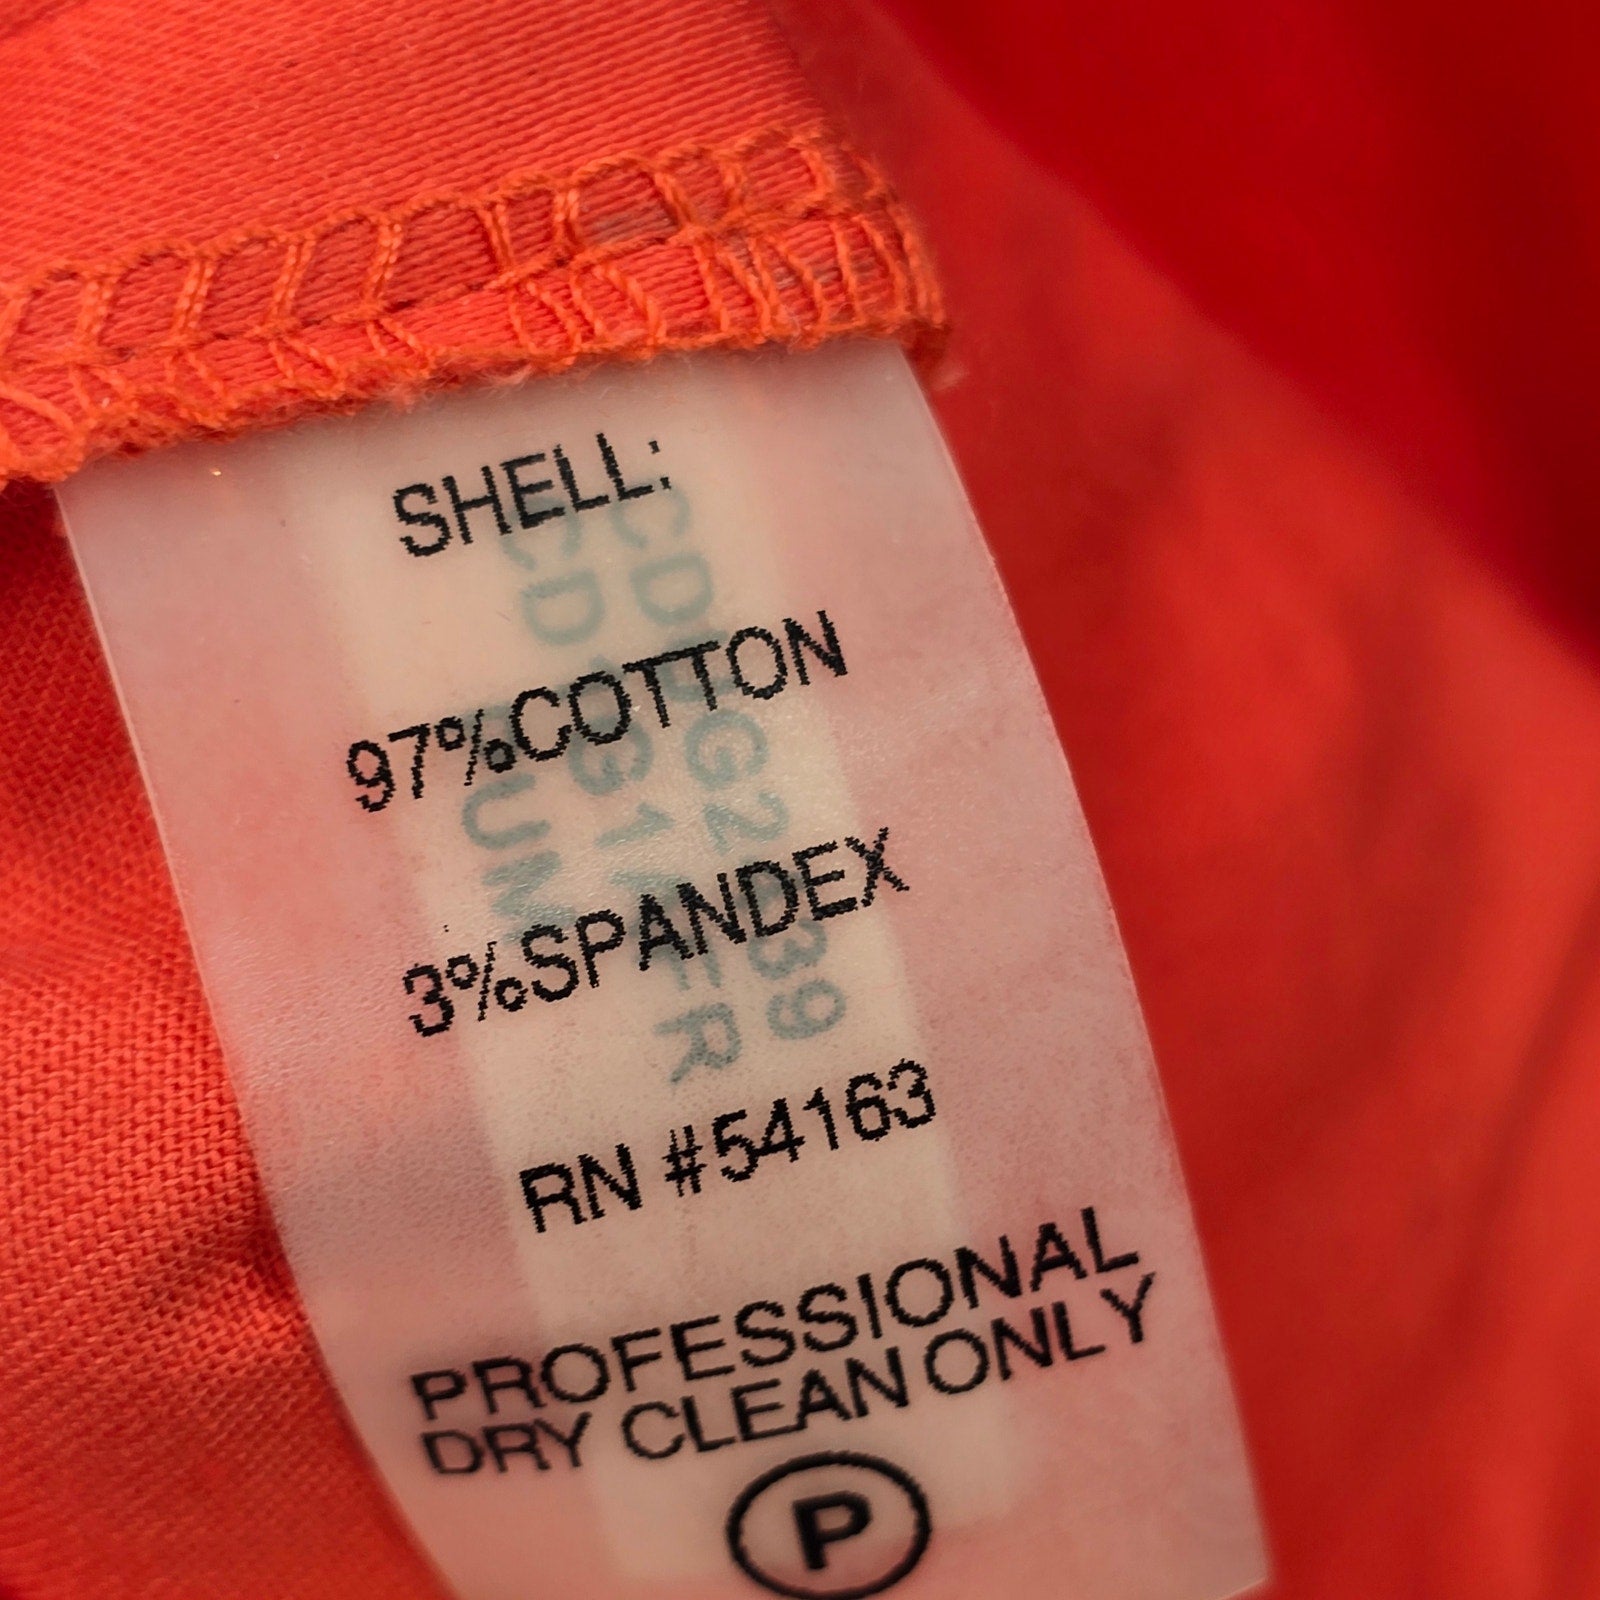 SHELL:
97%COTTON
3%SPANDEX
RN #54163
PROFESSIONAL
DRY CLEAN ONLY
P